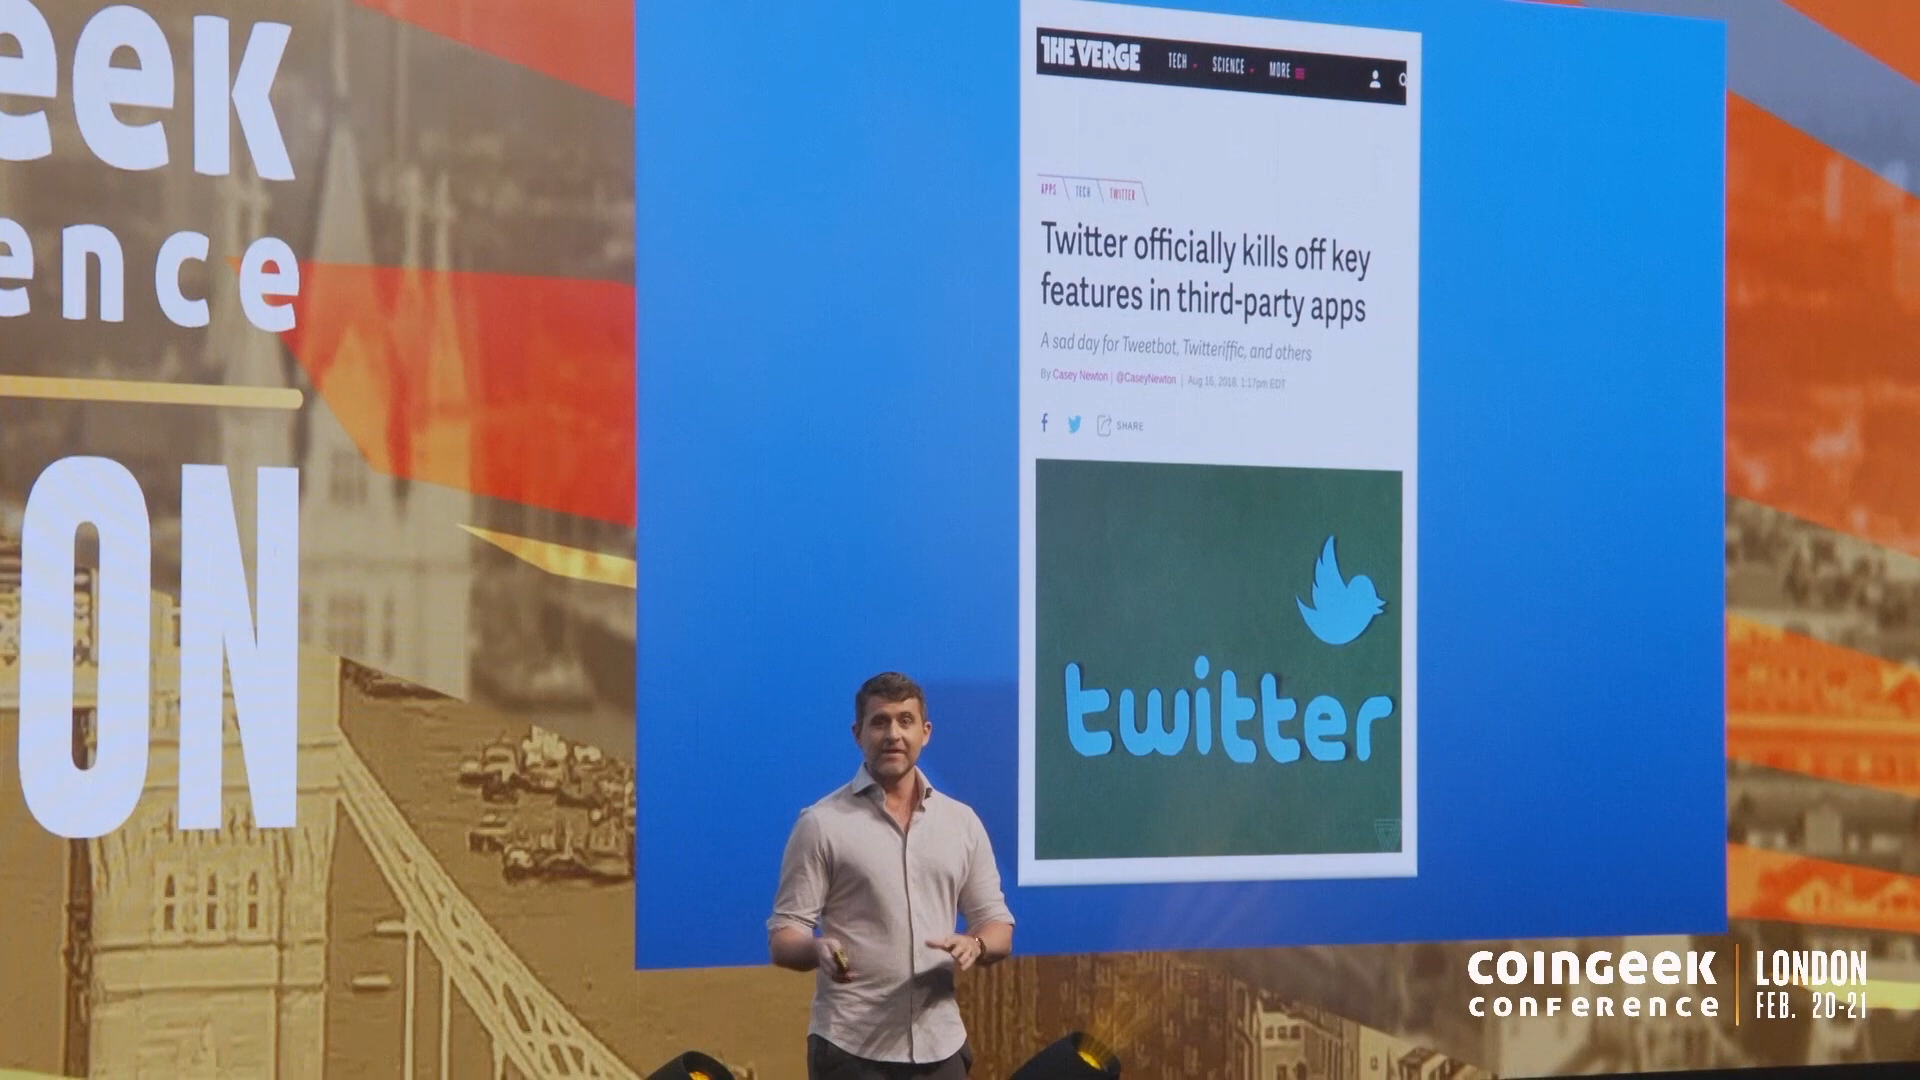 eek
ence
ON
THE VERGE TECH SCIENCE MORE
APPS TECH TWITTER
Twitter officially kills off key
features in third-party apps
A sad day for Tweetbot, Twitteriffic, and others
By Casey Newton | @CaseyNewton | Aug 16, 2018, 1:17pm EDT
f SHARE
twitter
COINGEEK
CONFERENCE
LONDON
FEB. 20-21